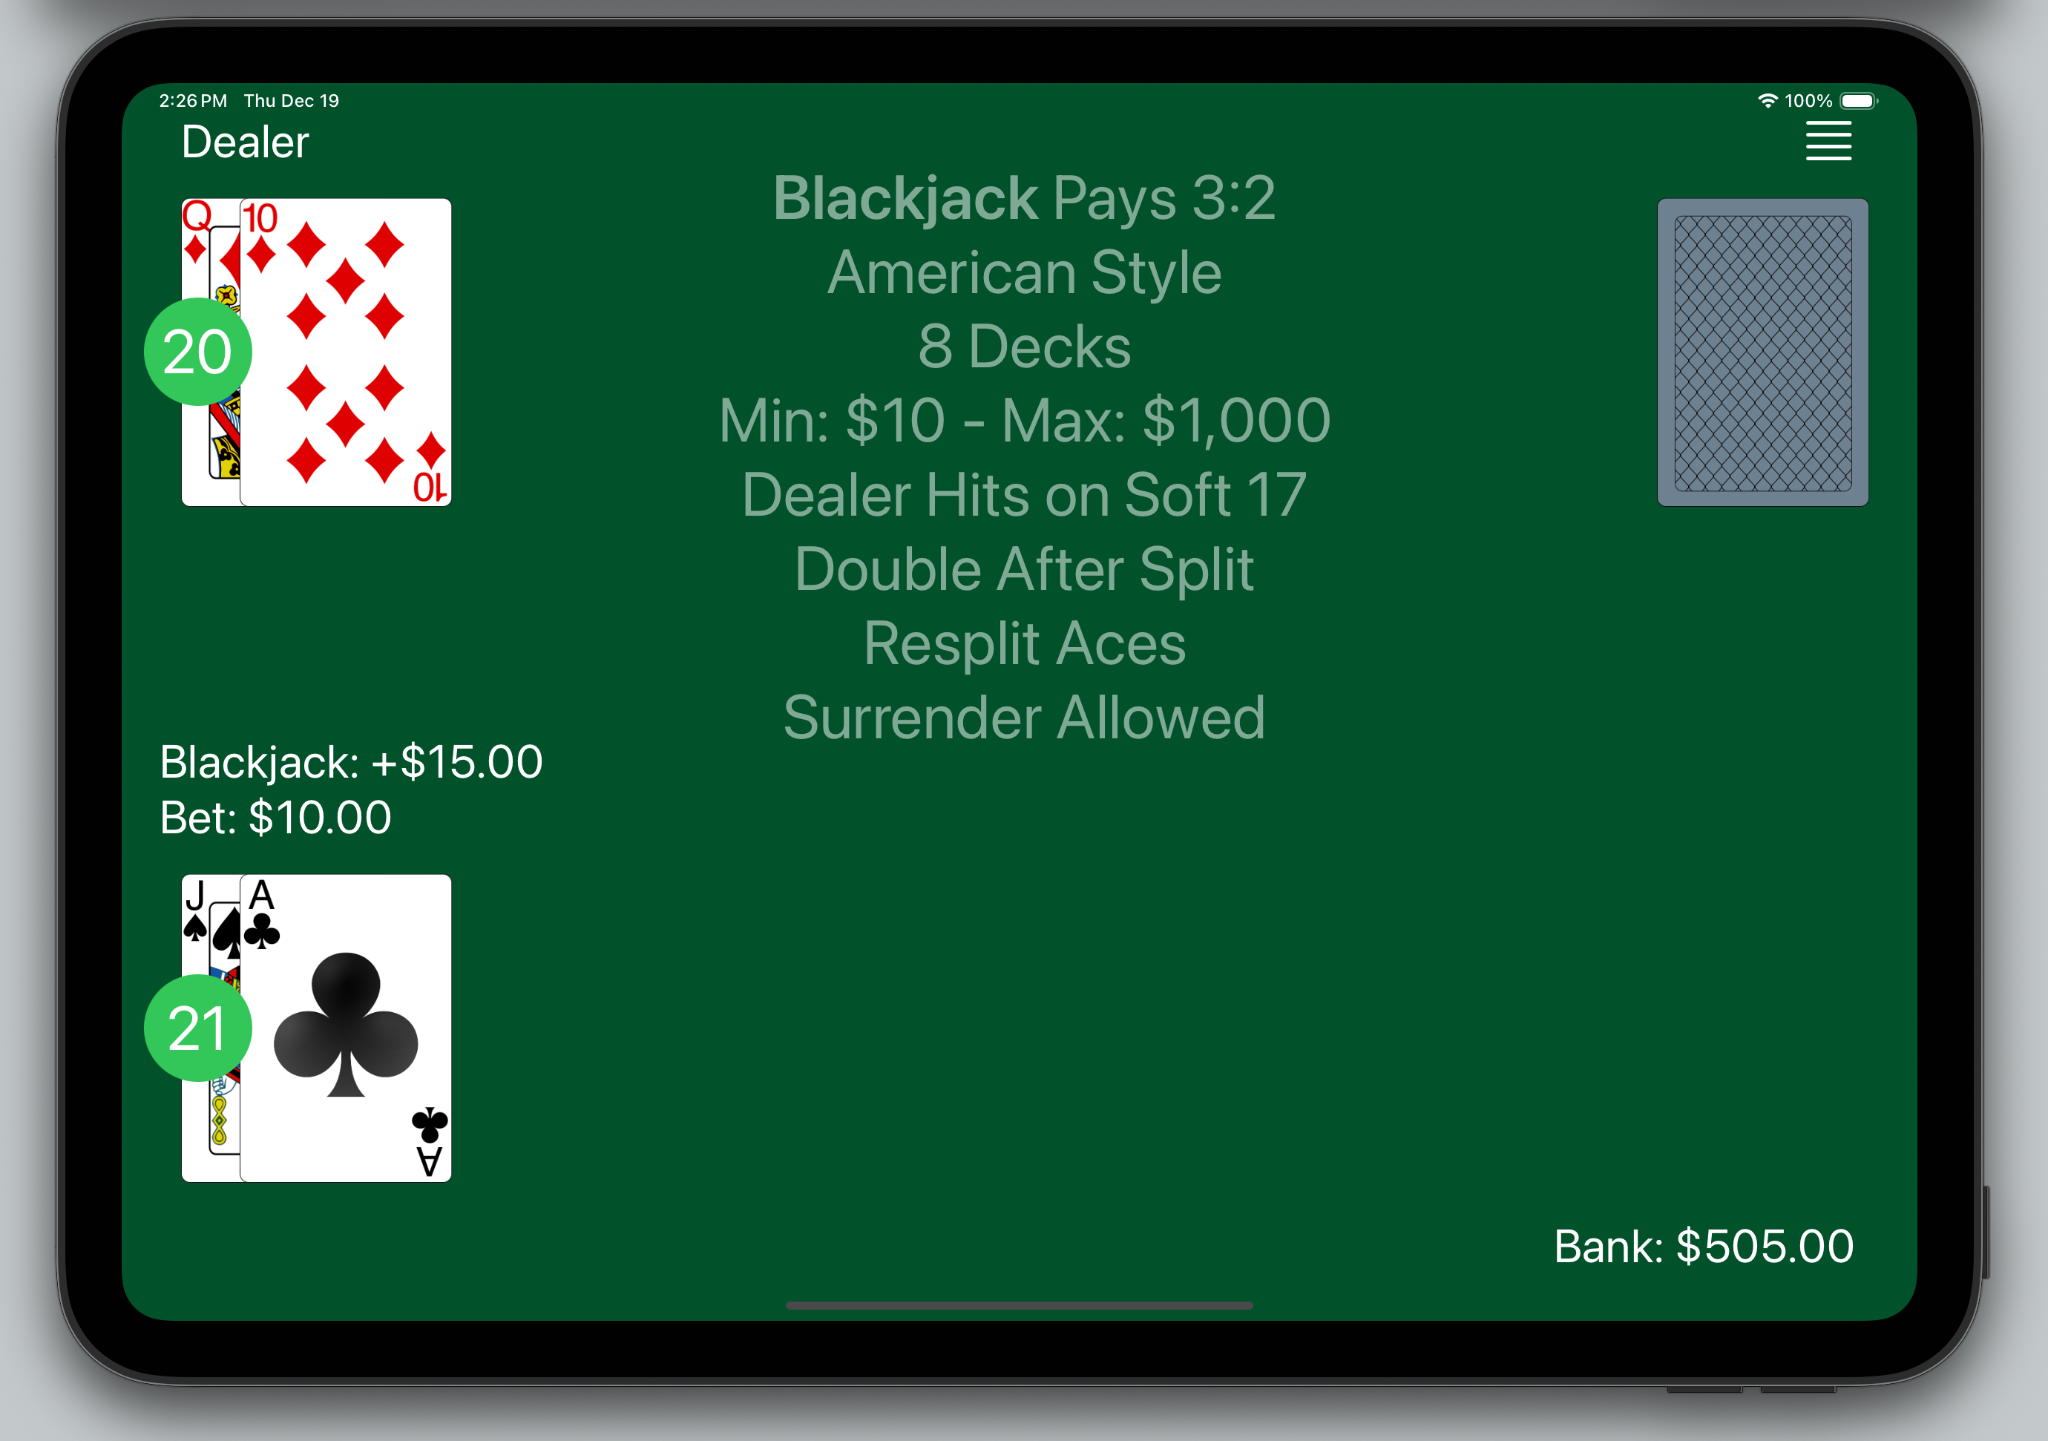 2:26 PM Thu Dec 19
100%
Dealer
Q
10
10
20
Blackjack Pays 3:2
American Style
8 Decks
Min: $10 - Max: $1,000
Dealer Hits on Soft 17
Double After Split
Resplit Aces
Surrender Allowed
Blackjack: +$15.00
Bet: $10.00
J
A
21
A
Bank: $505.00